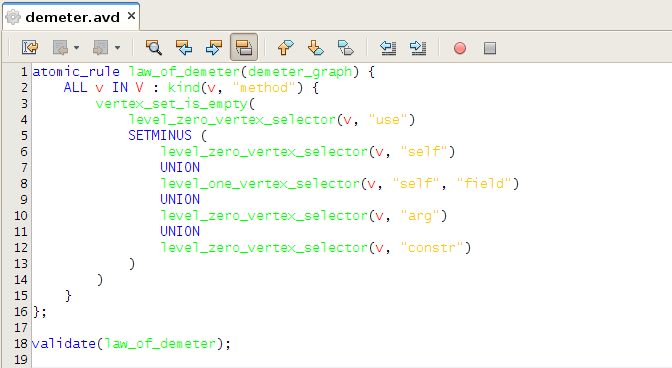 demeter.avd
1 atomic_rule law_of_demeter(demeter_graph) {
2     ALL v IN V : kind(v, "method") {
3         vertex_set_is_empty(
4             level_zero_vertex_selector(v, "use")
5             SETMINUS (
6                 level_zero_vertex_selector(v, "self")
7                 UNION
8                 level_one_vertex_selector(v, "self", "field")
9                 UNION
10                 level_zero_vertex_selector(v, "arg")
11                 UNION
12                 level_zero_vertex_selector(v, "constr")
13             )
14         )
15     }
16 };
17
18 validate(law_of_demeter);
19